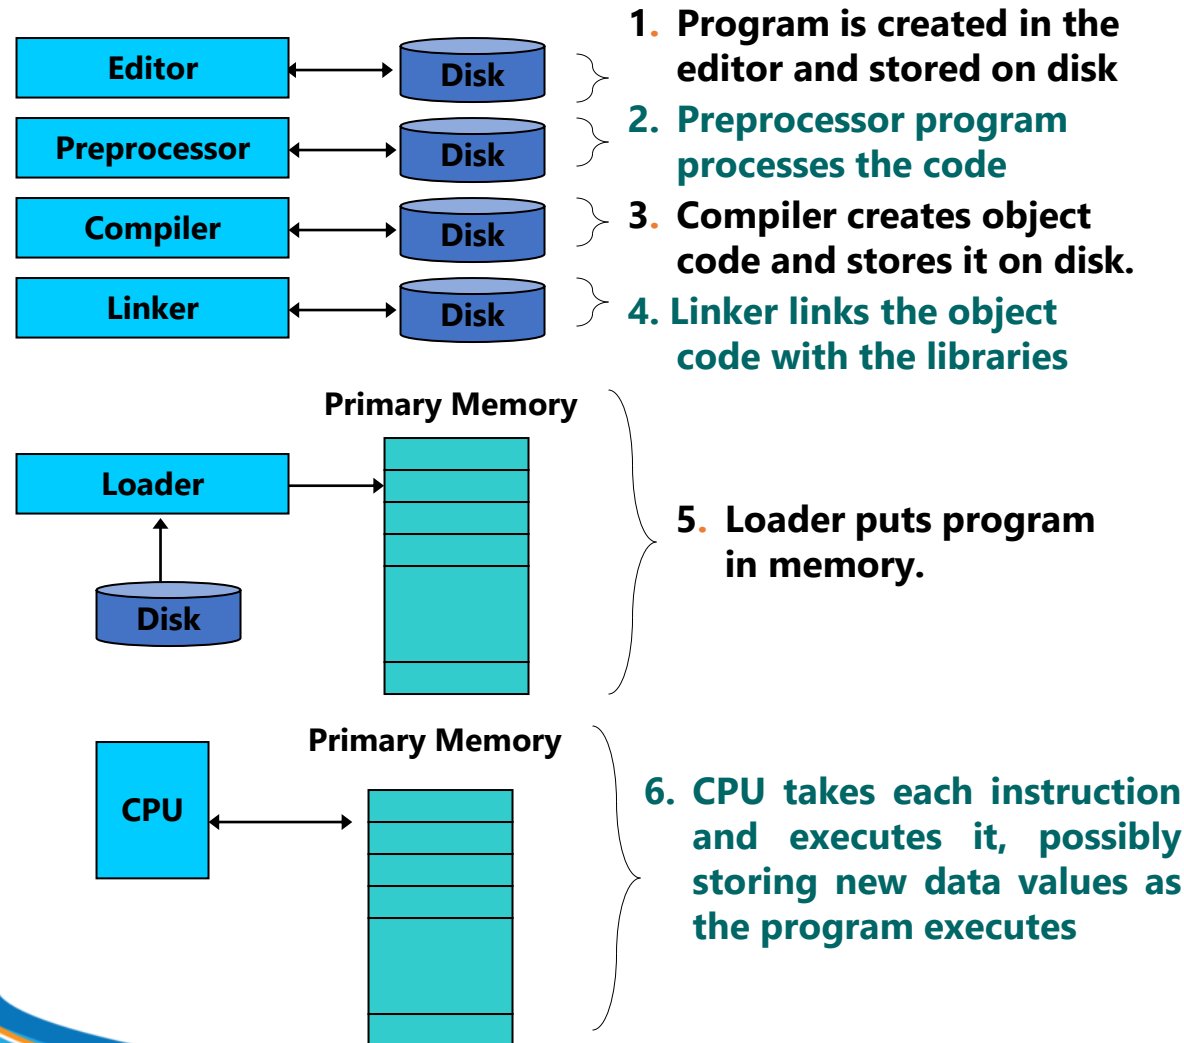 Editor
Disk
1. Program is created in the
editor and stored on disk
Preprocessor
Disk
2. Preprocessor program
processes the code
Compiler
Disk
3. Compiler creates object
code and stores it on disk.
Linker
Disk
4. Linker links the object
code with the libraries
Primary Memory
Loader
Disk
5. Loader puts program
in memory.
Primary Memory
CPU
6. CPU takes each instruction
and executes it, possibly
storing new data values as
the program executes